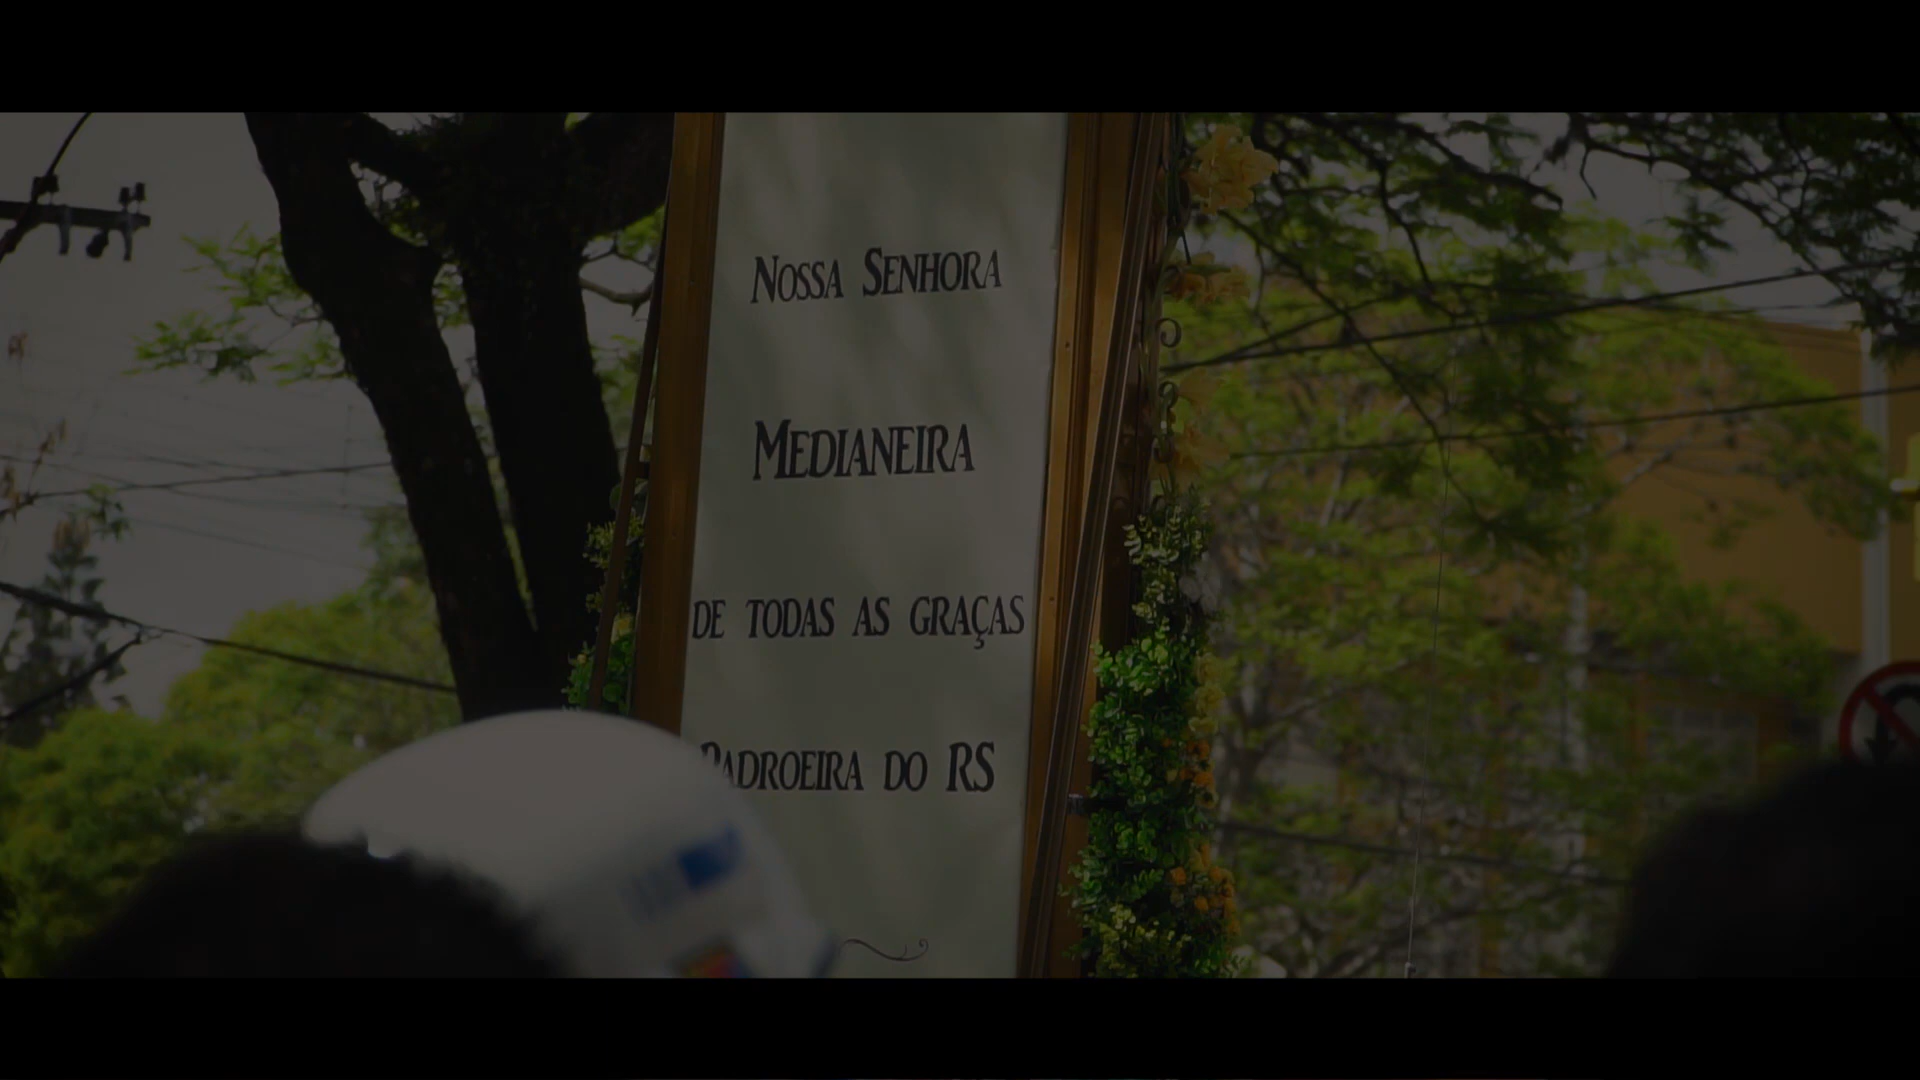 Nossa Senhora
Medianeira
de todas as graças
Padroeira do RS